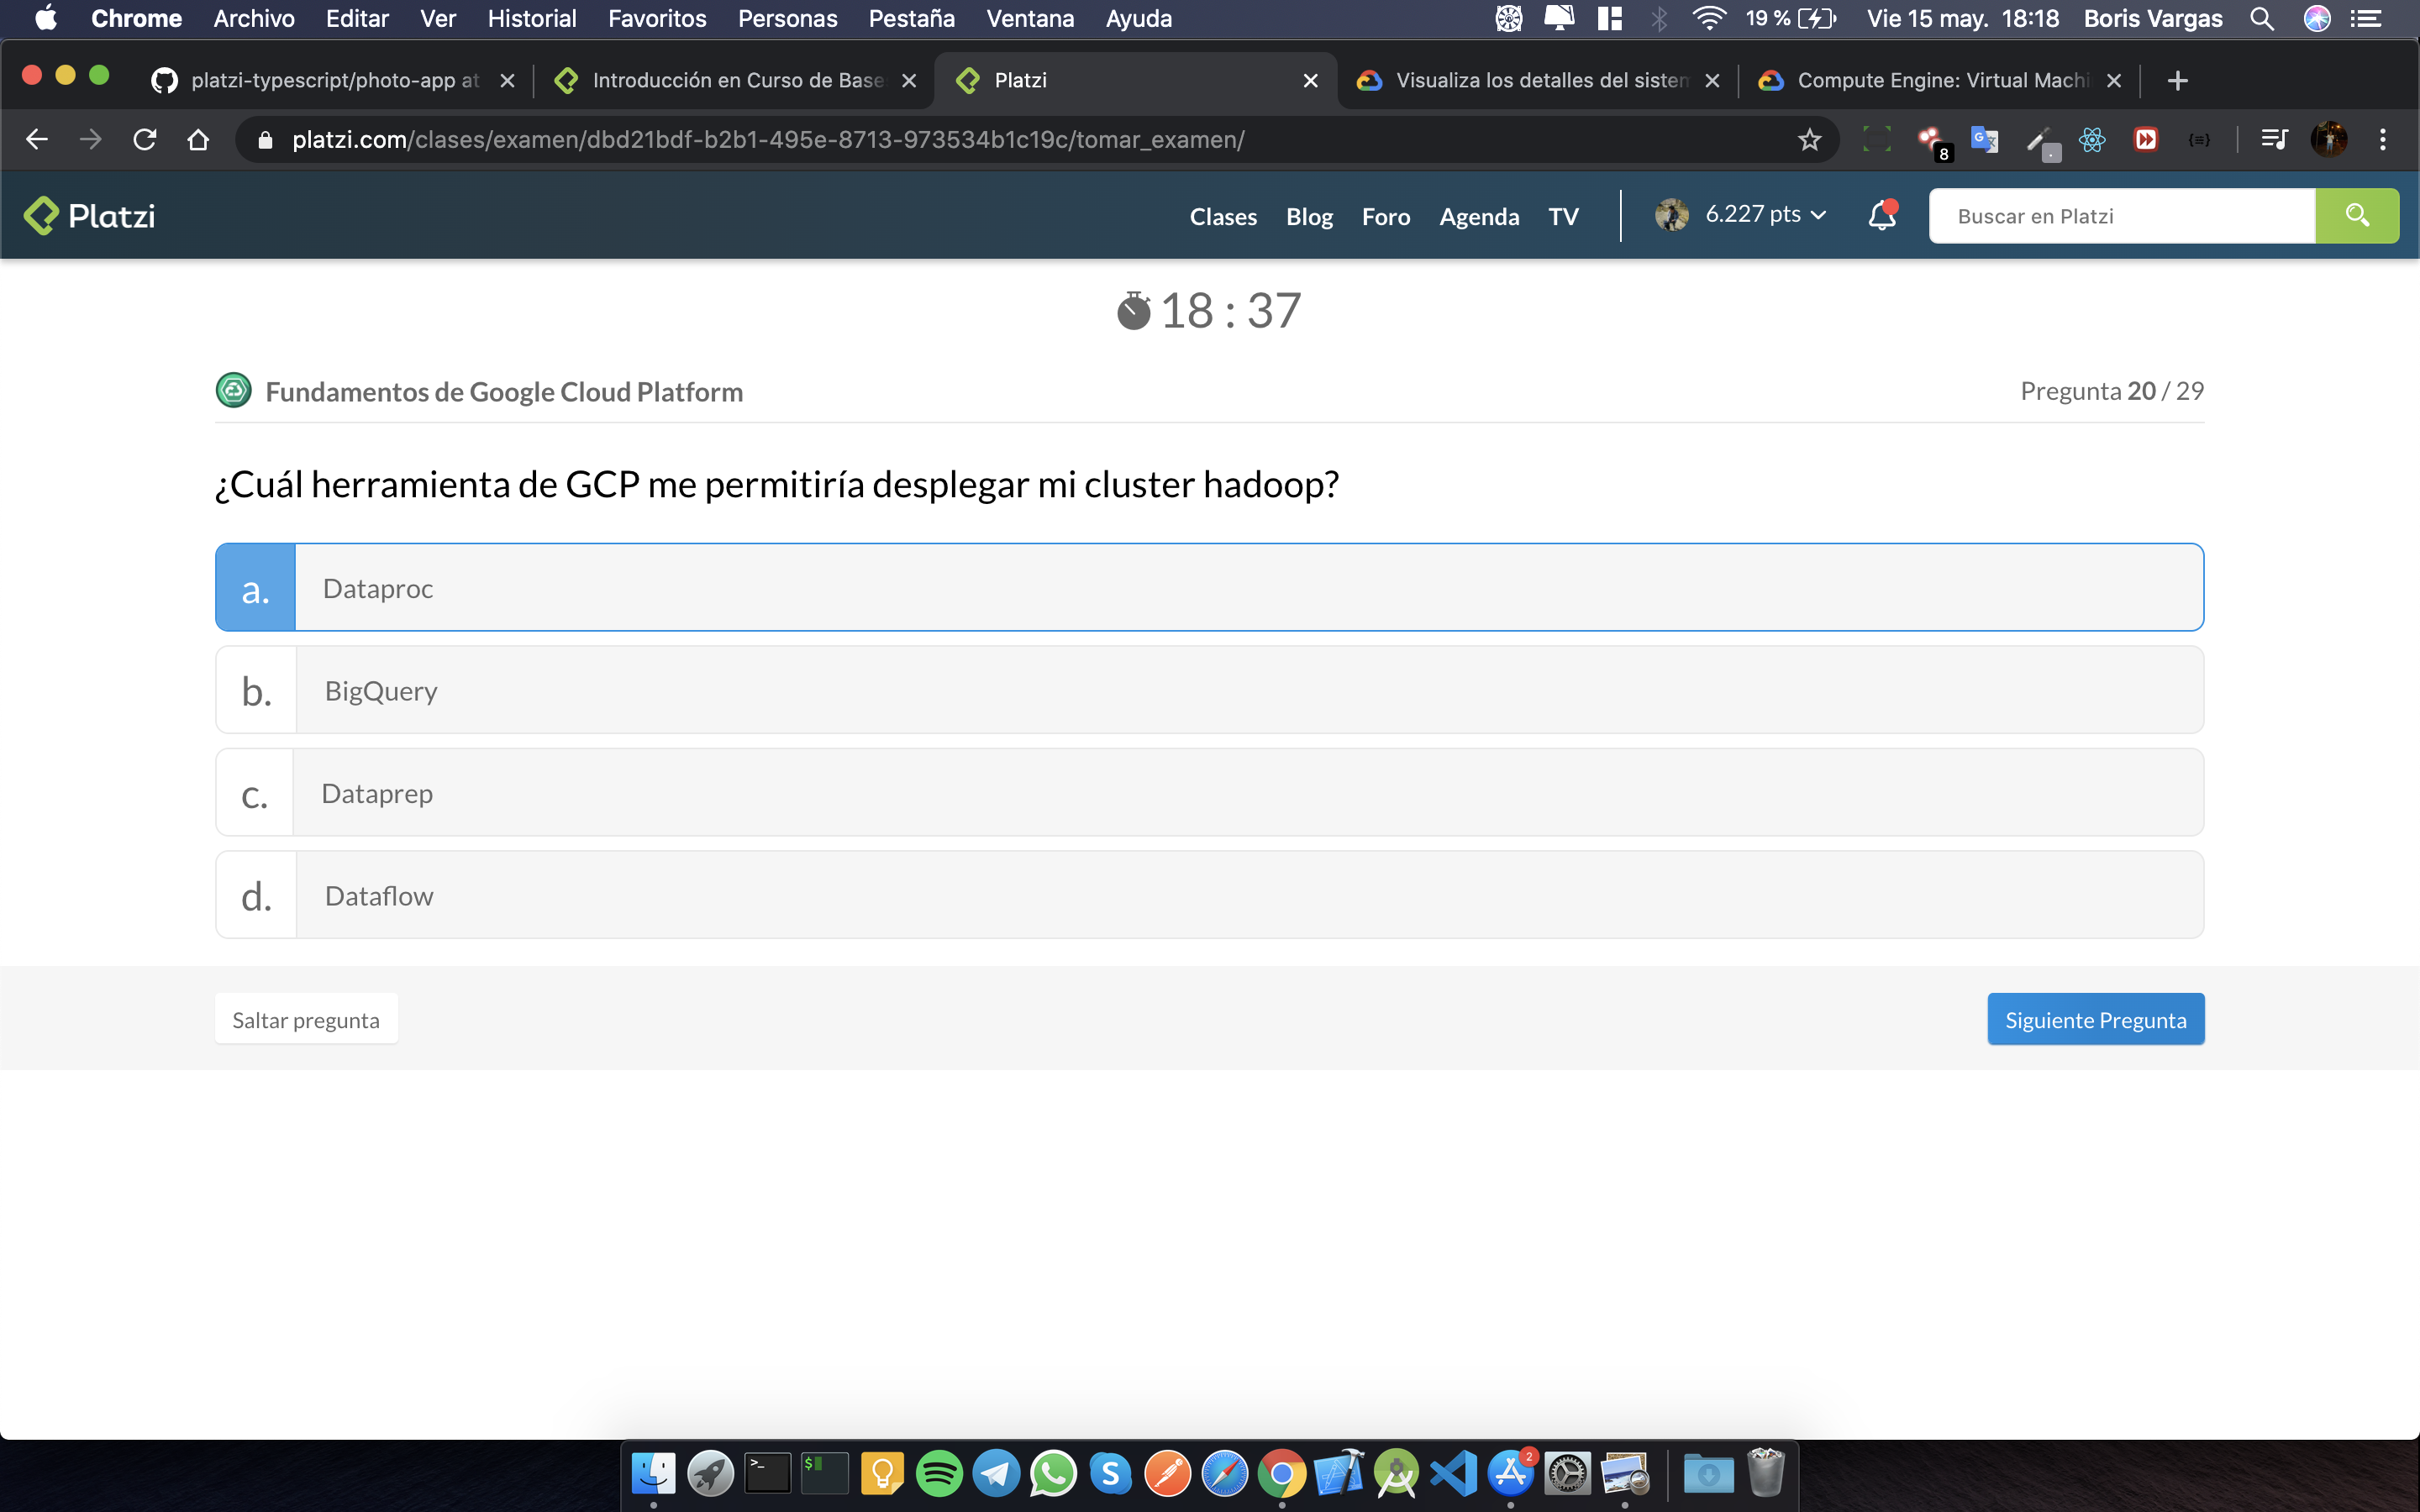 Chrome Archivo Editar Ver Historial Favoritos Personas Pestaña Ventana Ayuda 19 % Vie 15 may. 18:18 Boris Vargas
platzi-typescript/photo-app at Introducción en Curso de Base Platzi Visualiza los detalles del sistem Compute Engine: Virtual Machi
platzi.com/clases/examen/dbd21bdf-b2b1-495e-8713-973534b1c19c/tomar_examen/ 8
Platzi Clases Blog Foro Agenda TV 6.227 pts Buscar en Platzi
18 : 37
Fundamentos de Google Cloud Platform Pregunta 20 / 29
¿Cuál herramienta de GCP me permitiría desplegar mi cluster hadoop?
a. Dataproc
b. BigQuery
c. Dataprep
d. Dataflow
Saltar pregunta Siguiente Pregunta
2